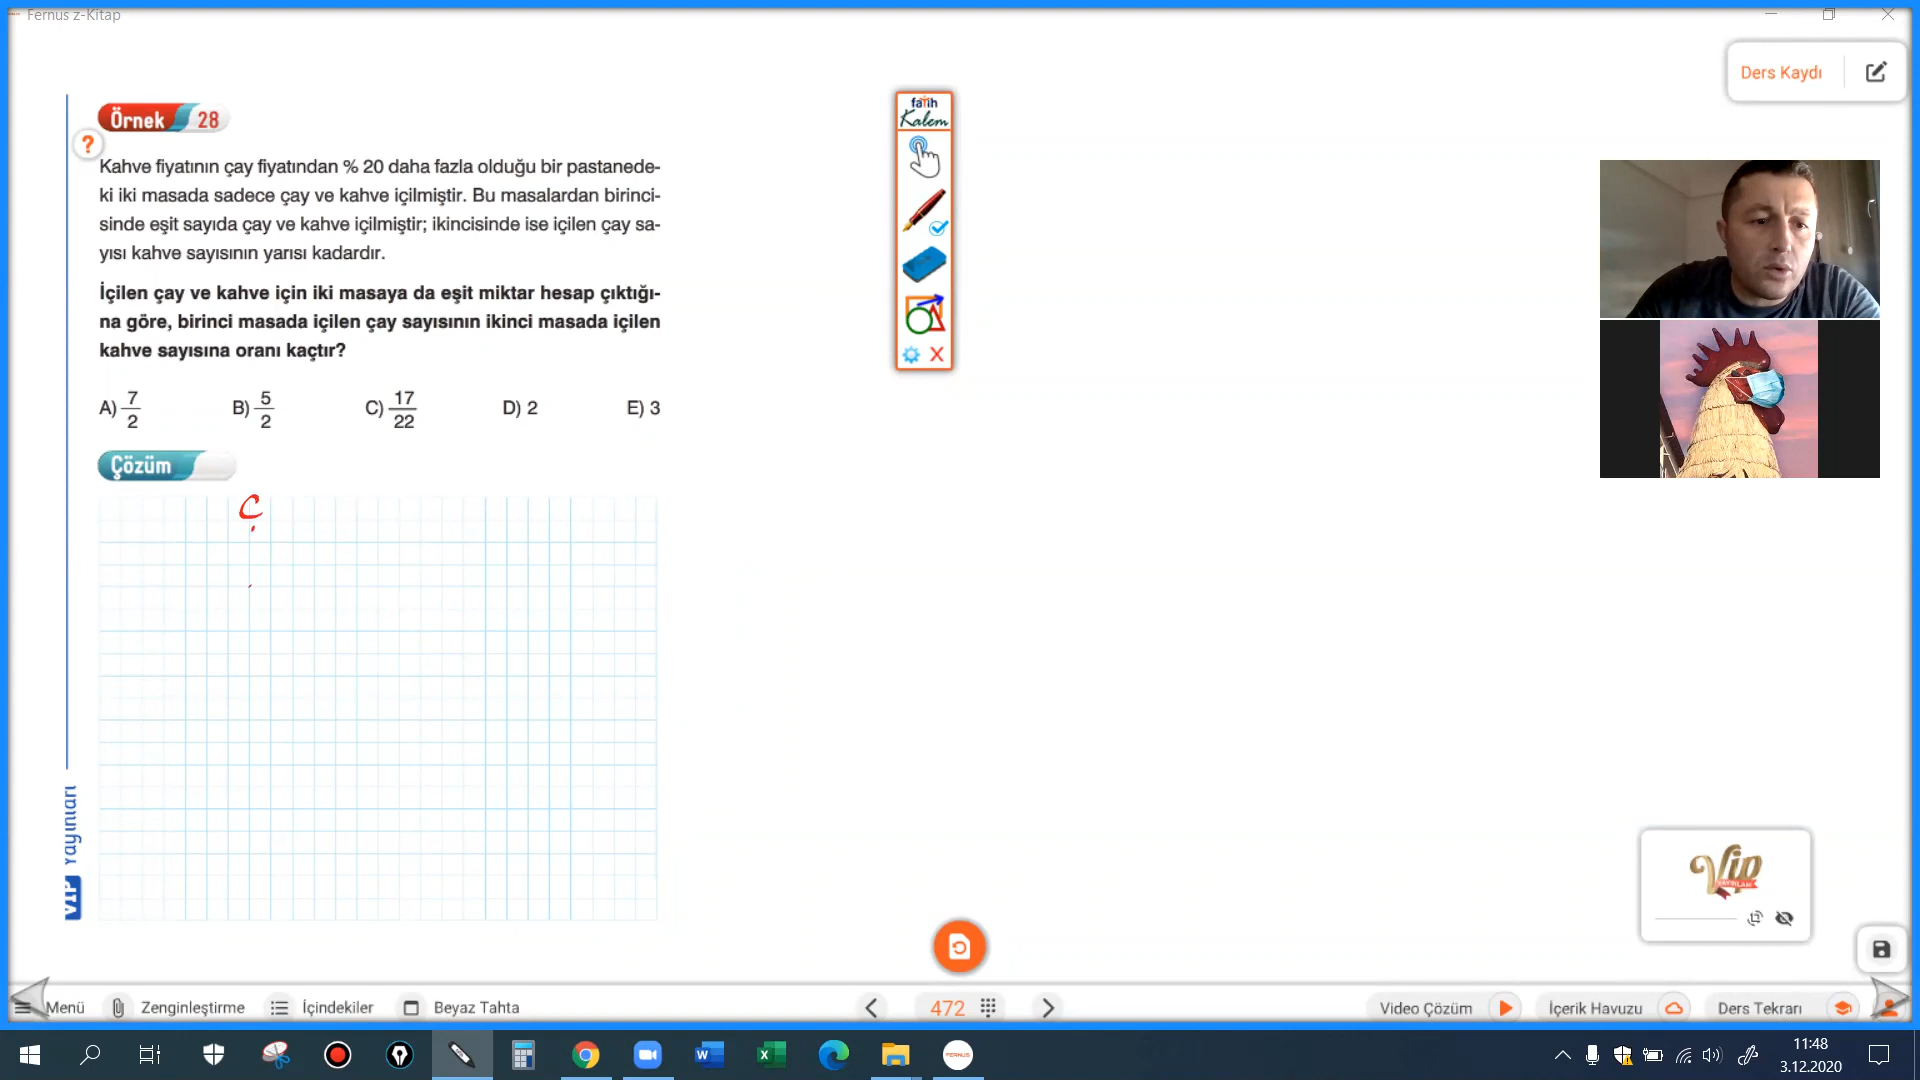 Fernus z-Kitap
Ders Kaydı
Örnek 28
?
Kahve fiyatının çay fiyatından % 20 daha fazla olduğu bir pastanede-
ki iki masada sadece çay ve kahve içilmiştir. Bu masalardan birinci-
sinde eşit sayıda çay ve kahve içilmiştir; ikincisinde ise içilen çay sa-
yısı kahve sayısının yarısı kadardır.
İçilen çay ve kahve için iki masaya da eşit miktar hesap çıktığı-
na göre, birinci masada içilen çay sayısının ikinci masada içilen
kahve sayısına oranı kaçtır?
A) 7/2 B) 5/2 C) 17/22 D) 2 E) 3
Çözüm
Ç
fatih
Kalem
VIP Yayınları
Vip
YAYINLARI
Menü Zenginleştirme İçindekiler Beyaz Tahta 472 Video Çözüm İçerik Havuzu Ders Tekrarı
FERNUS
11:48
3.12.2020